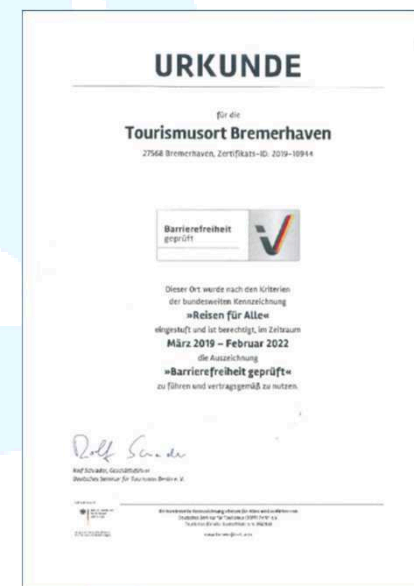 URKUNDE
für die
Tourismusort Bremerhaven
27568 Bremerhaven, Zertifikats-ID: 2019-10944
Barrierefreiheit
geprüft
Dieser Ort wurde nach den Kriterien
der bundesweiten Kennzeichnung
»Reisen für Alle«
eingestuft und ist berechtigt, im Zeitraum
März 2019 – Februar 2022
die Auszeichnung
»Barrierefreiheit geprüft«
zu führen und vertragsgemäß zu nutzen.
Rolf Schrader, Geschäftsführer
Deutsches Seminar für Tourismus Berlin e. V.